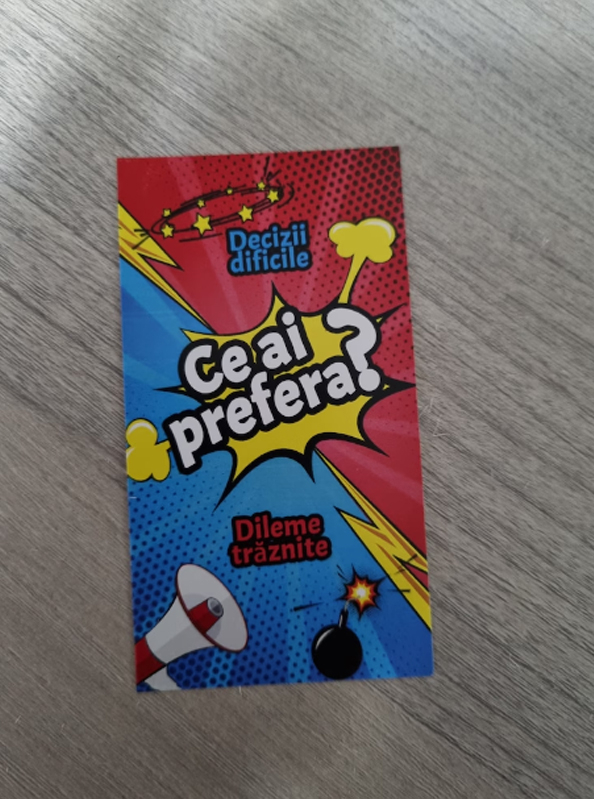 Decizii
dificile
Ce ai
prefera?
Dileme
trăznite